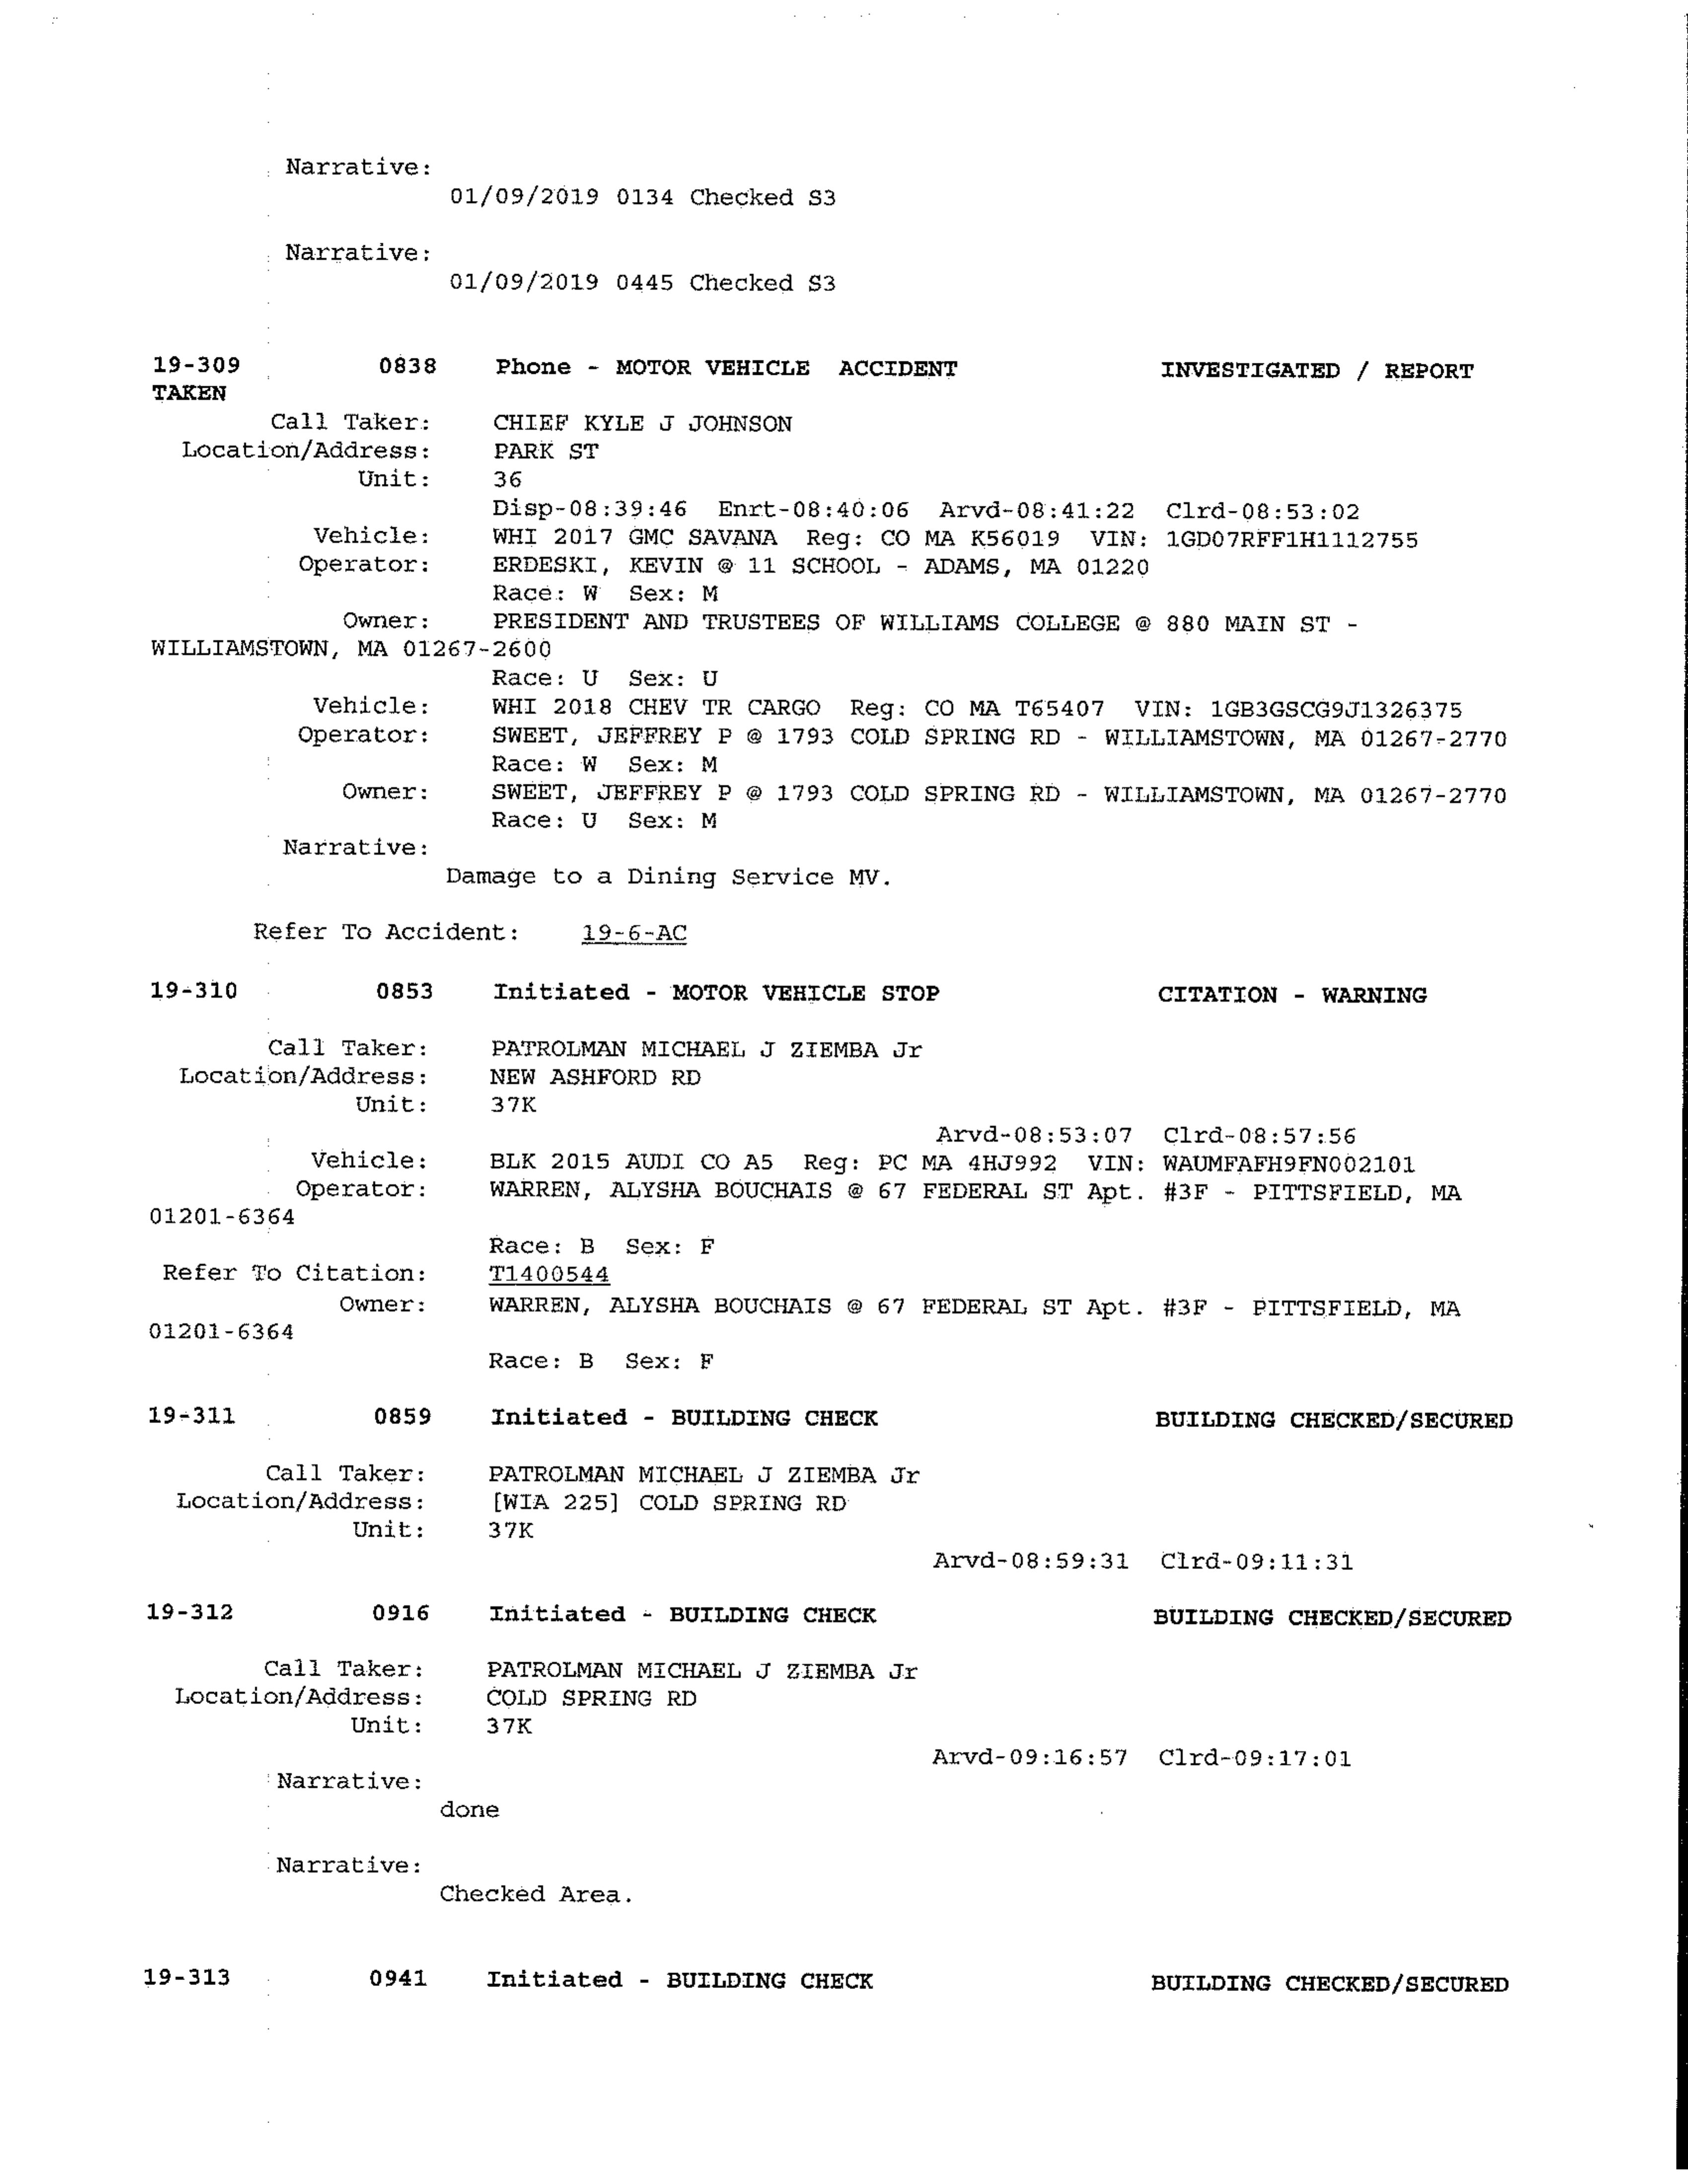 Narrative:
01/09/2019 0134 Checked S3
Narrative:
01/09/2019 0445 Checked S3
19-309 0838 Phone - MOTOR VEHICLE ACCIDENT INVESTIGATED / REPORT
TAKEN
Call Taker: CHIEF KYLE J JOHNSON
Location/Address: PARK ST
Unit: 36
Disp-08:39:46 Enrt-08:40:06 Arvd-08:41:22 Clrd-08:53:02
Vehicle: WHI 2017 GMC SAVANA Reg: CO MA K56019 VIN: 1GD07RFF1H1112755
Operator: ERDESKI, KEVIN @ 11 SCHOOL - ADAMS, MA 01220
Race: W Sex: M
Owner: PRESIDENT AND TRUSTEES OF WILLIAMS COLLEGE @ 880 MAIN ST -
WILLIAMSTOWN, MA 01267-2600
Race: U Sex: U
Vehicle: WHI 2018 CHEV TR CARGO Reg: CO MA T65407 VIN: 1GB3GSCG9J1326375
Operator: SWEET, JEFFREY P @ 1793 COLD SPRING RD - WILLIAMSTOWN, MA 01267-2770
Race: W Sex: M
Owner: SWEET, JEFFREY P @ 1793 COLD SPRING RD - WILLIAMSTOWN, MA 01267-2770
Race: U Sex: M
Narrative:
Damage to a Dining Service MV.
Refer To Accident: 19-6-AC
19-310 0853 Initiated - MOTOR VEHICLE STOP CITATION - WARNING
Call Taker: PATROLMAN MICHAEL J ZIEMBA Jr
Location/Address: NEW ASHFORD RD
Unit: 37K
Arvd-08:53:07 Clrd-08:57:56
Vehicle: BLK 2015 AUDI CO A5 Reg: PC MA 4HJ992 VIN: WAUMFAFH9FN002101
Operator: WARREN, ALYSHA BOUCHAIS @ 67 FEDERAL ST Apt. #3F - PITTSFIELD, MA
01201-6364
Race: B Sex: F
Refer To Citation: T1400544
Owner: WARREN, ALYSHA BOUCHAIS @ 67 FEDERAL ST Apt. #3F - PITTSFIELD, MA
01201-6364
Race: B Sex: F
19-311 0859 Initiated - BUILDING CHECK BUILDING CHECKED/SECURED
Call Taker: PATROLMAN MICHAEL J ZIEMBA Jr
Location/Address: [WIA 225] COLD SPRING RD
Unit: 37K
Arvd-08:59:31 Clrd-09:11:31
19-312 0916 Initiated - BUILDING CHECK BUILDING CHECKED/SECURED
Call Taker: PATROLMAN MICHAEL J ZIEMBA Jr
Location/Address: COLD SPRING RD
Unit: 37K
Arvd-09:16:57 Clrd-09:17:01
Narrative:
done
Narrative:
Checked Area.
19-313 0941 Initiated - BUILDING CHECK BUILDING CHECKED/SECURED